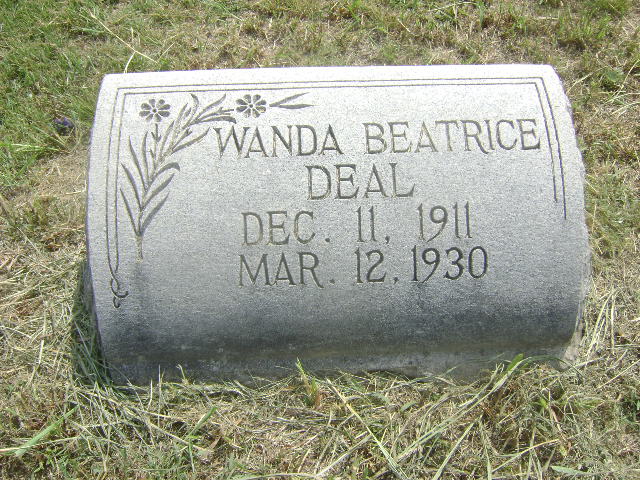 WANDA BEATRICE
DEAL
DEC. 11, 1911
MAR. 12, 1930